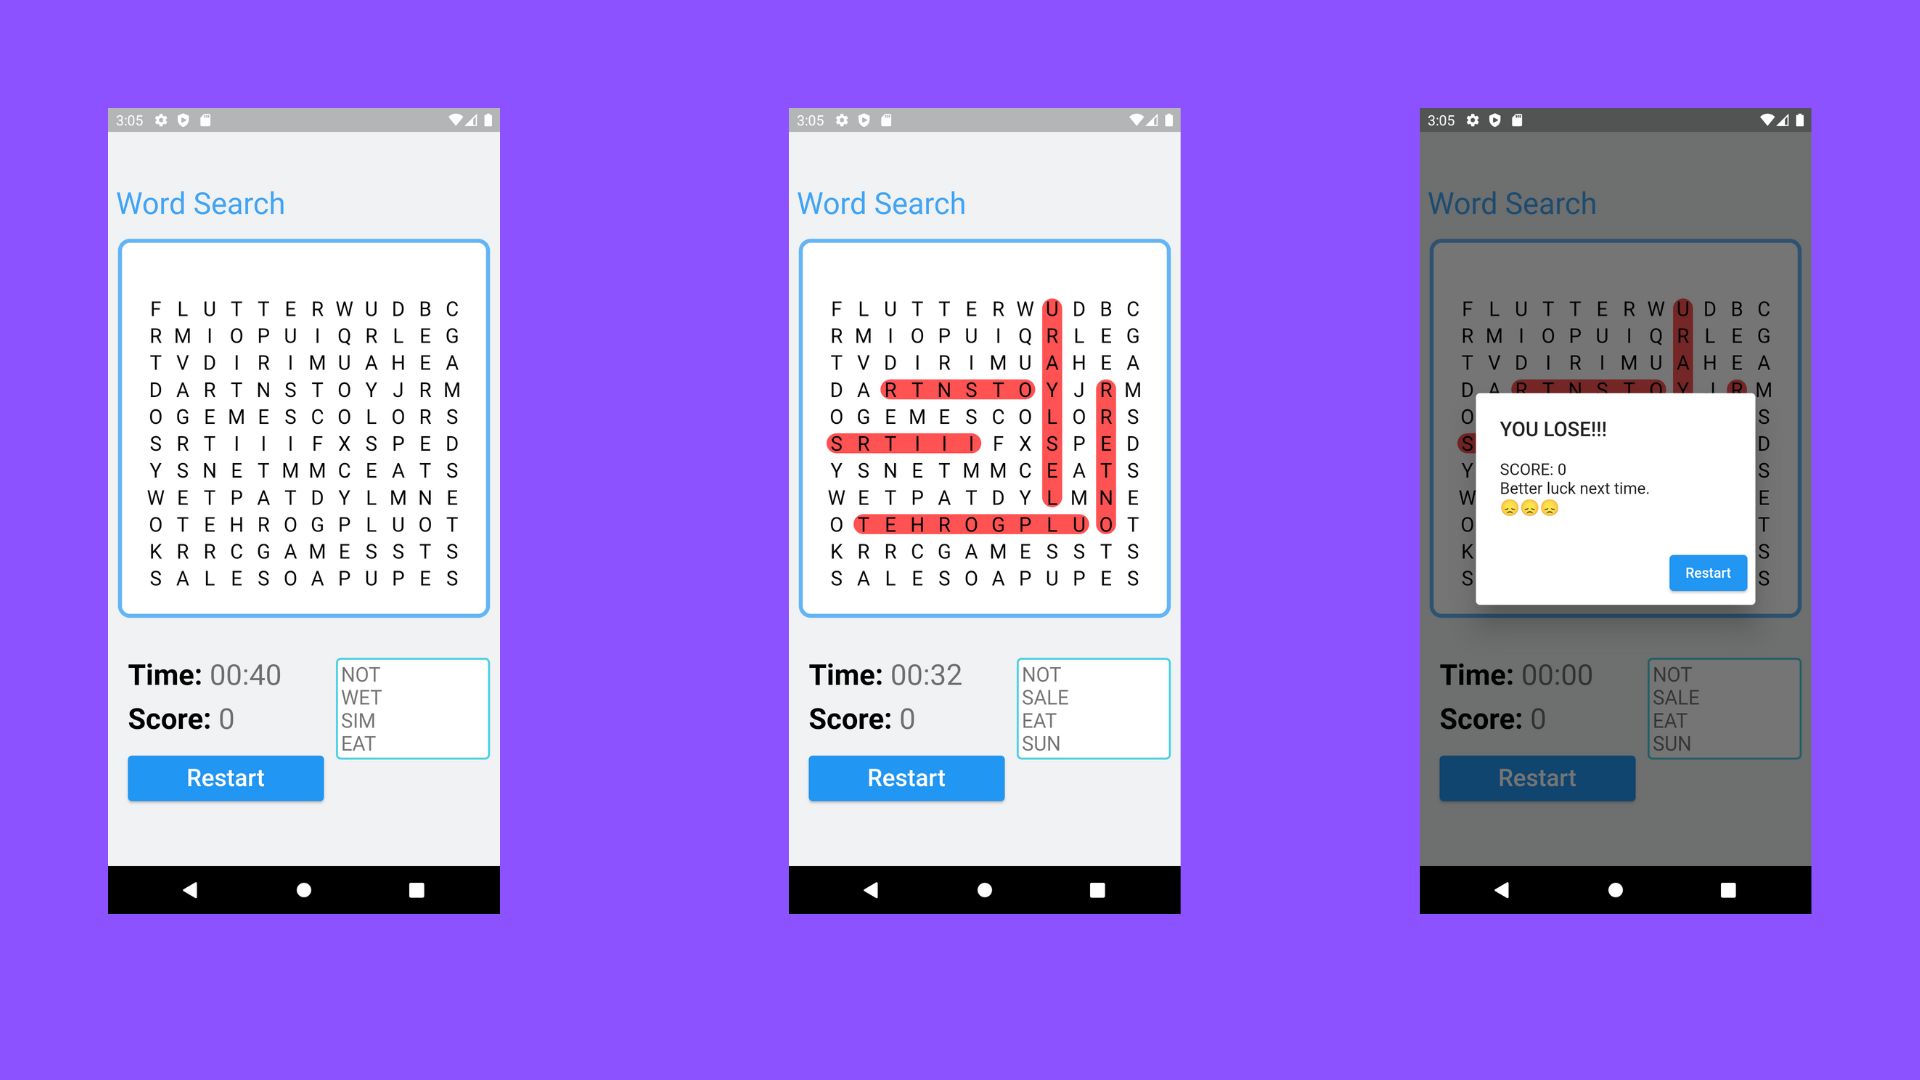 3:05
Word Search
F L U T T E R W U D B C
R M I O P U I Q R L E G
T V D I R I M U A H E A
D A R T N S T O Y J R M
O G E M E S C O L O R S
S R T I I I F X S P E D
Y S N E T M M C E A T S
W E T P A T D Y L M N E
O T E H R O G P L U O T
K R R C G A M E S S T S
S A L E S O A P U P E S
Time: 00:40
Score: 0
Restart
NOT
WET
SIM
EAT
3:05
Word Search
F L U T T E R W U D B C
R M I O P U I Q R L E G
T V D I R I M U A H E A
D A R T N S T O Y J R M
O G E M E S C O L O R S
S R T I I I F X S P E D
Y S N E T M M C E A T S
W E T P A T D Y L M N E
O T E H R O G P L U O T
K R R C G A M E S S T S
S A L E S O A P U P E S
Time: 00:32
Score: 0
Restart
NOT
SALE
EAT
SUN
3:05
Word Search
F L U T T E R W U D B C
R M I O P U I Q R L E G
T V D I R I M U A H E A
D A R T N S T O Y J R M
O S
S D
Y S
W E
O T
K S
S S
YOU LOSE!!!
SCORE: 0
Better luck next time.
😞😞😞
Restart
Time: 00:00
Score: 0
Restart
NOT
SALE
EAT
SUN